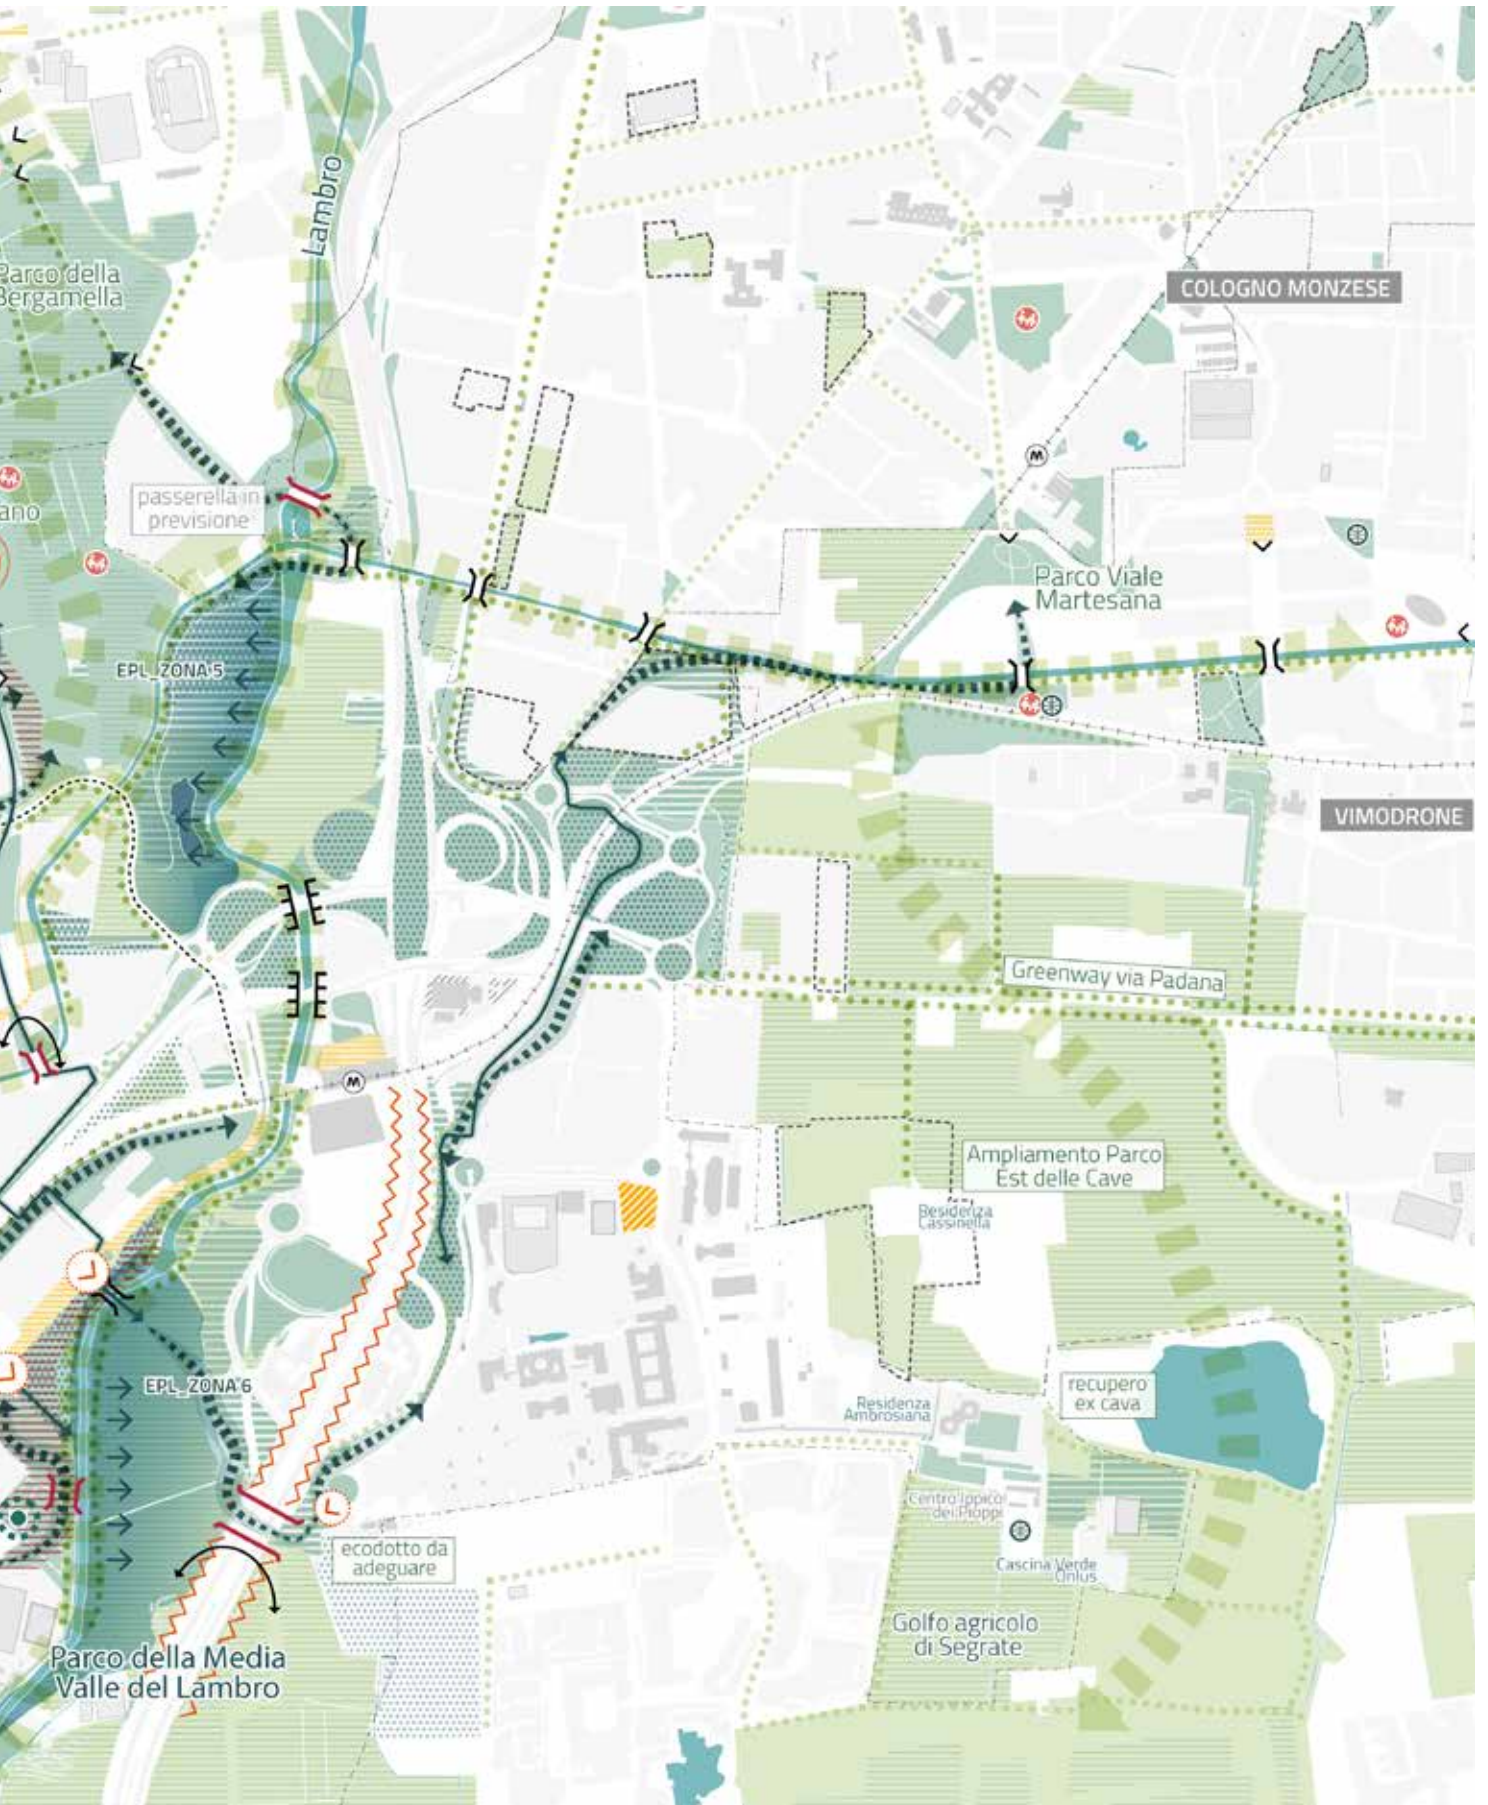 Lambro
Parco della
Bergamella
COLOGNO MONZESE
M
passerella in
previsione
ano
Parco Viale
Martesana
EPL_ZONA 5
VIMODRONE
Greenway via Padana
M
Ampliamento Parco
Est delle Cave
Residenza
Cassinella
EPL_ZONA 6
recupero
ex cava
Residenza
Ambrosiana
Centro Ippico
dei Pioppi
ecodotto da
adeguare
Cascina Verde
Onlus
Golfo agricolo
di Segrate
Parco della Media
Valle del Lambro